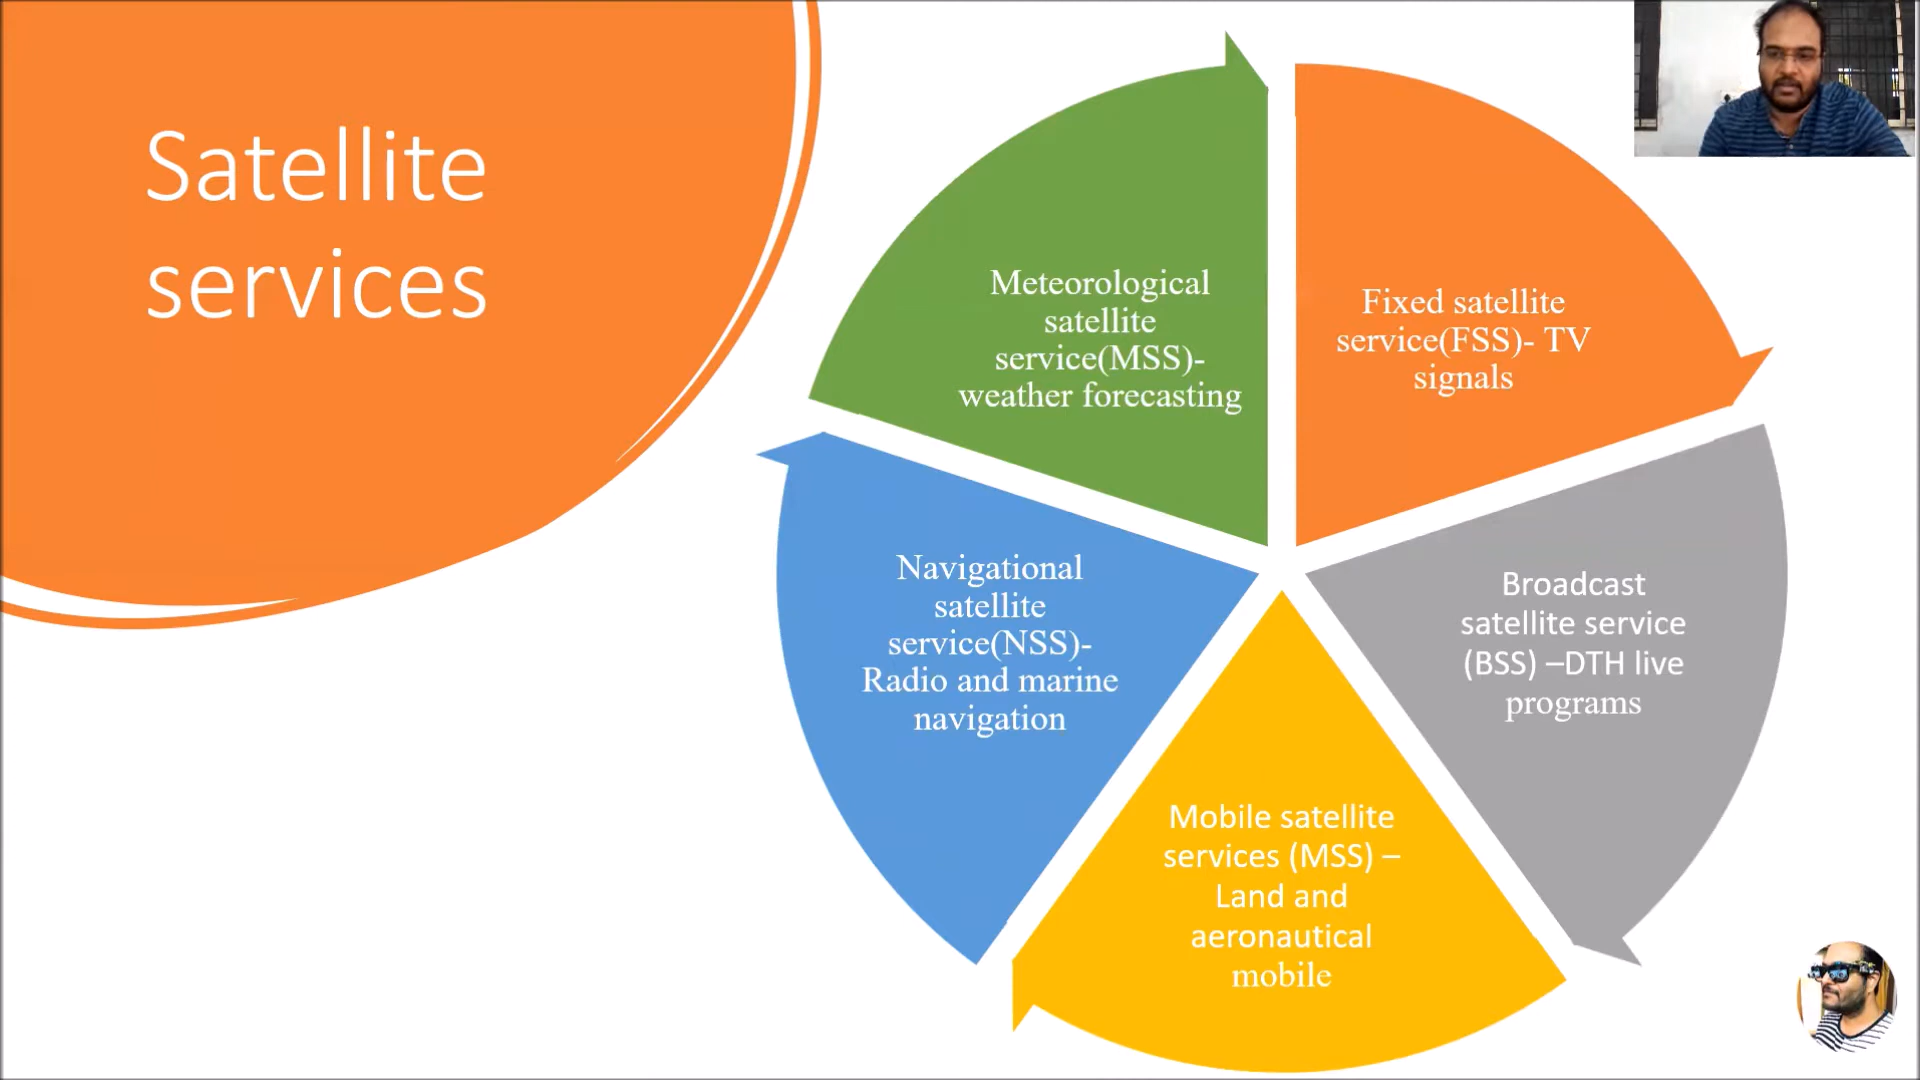 Satellite
services
Meteorological
satellite
service(MSS)-
weather forecasting
Fixed satellite
service(FSS)- TV
signals
Navigational
satellite
service(NSS)-
Radio and marine
navigation
Broadcast
satellite service
(BSS) –DTH live
programs
Mobile satellite
services (MSS) –
Land and
aeronautical
mobile